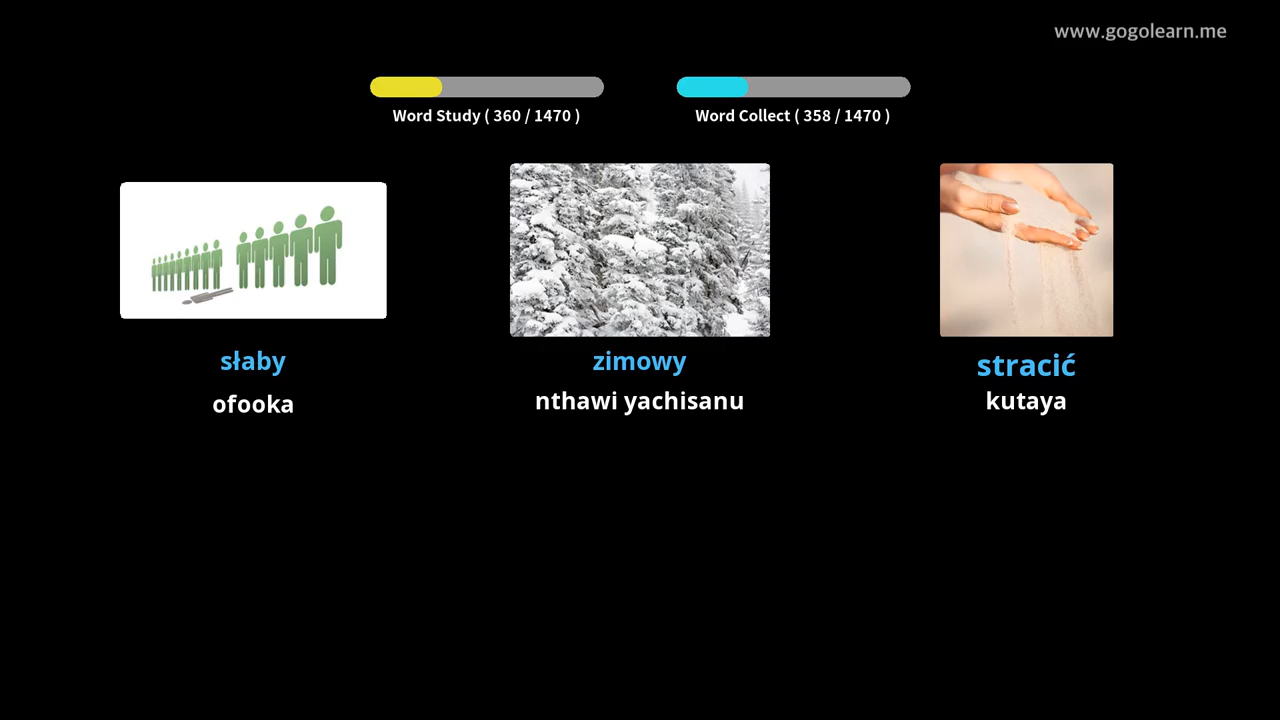 www.gogolearn.me
Word Study ( 360 / 1470 )
Word Collect ( 358 / 1470 )
słaby
zimowy
stracić
ofooka
nthawi yachisanu
kutaya